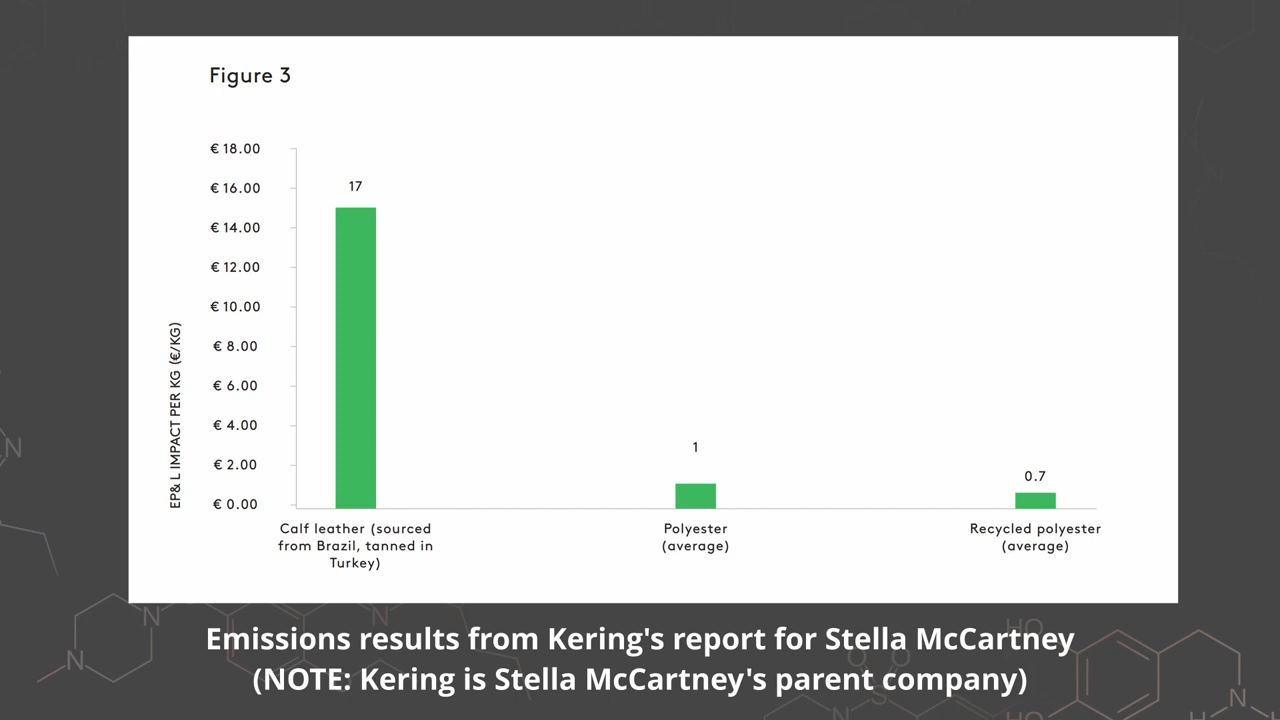 Figure 3
€ 18.00
17
€ 16.00
€ 14.00
€ 12.00
€ 10.00
€ 8.00
€ 6.00
€ 4.00
€ 2.00
€ 0.00
EP& L IMPACT PER KG (€/KG)
1
0.7
Calf leather (sourced
from Brazil, tanned in
Turkey)
Polyester
(average)
Recycled polyester
(average)
Emissions results from Kering's report for Stella McCartney
(NOTE: Kering is Stella McCartney's parent company)
N
N
N
N
HO
O
O
S
N
HO
N
H
H
N